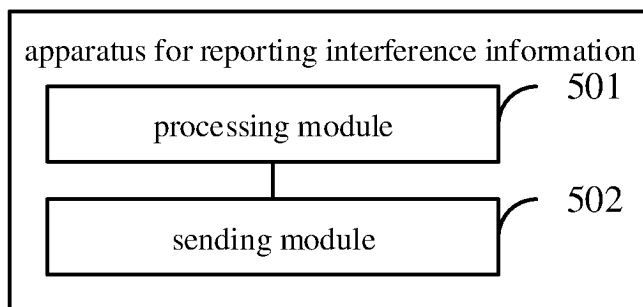 apparatus for reporting interference information
501
processing module
502
sending module